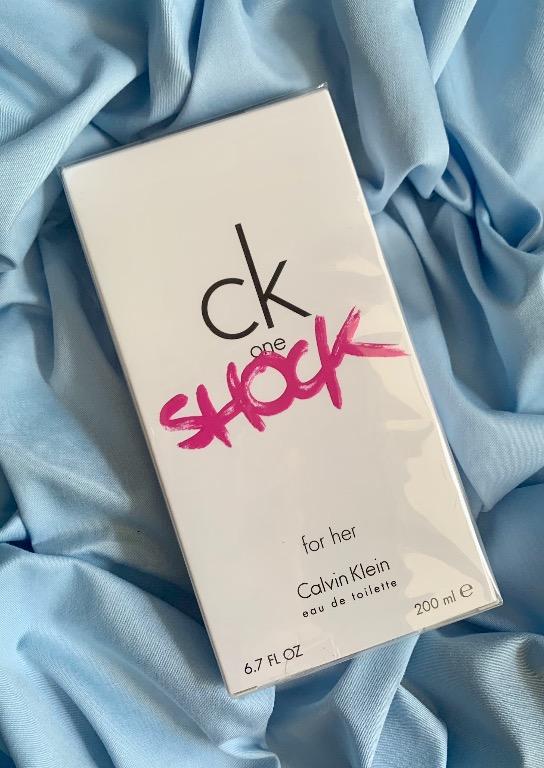 ck
one
SHOCK
for her
Calvin Klein
eau de toilette
6.7 FL OZ
200 ml ℮